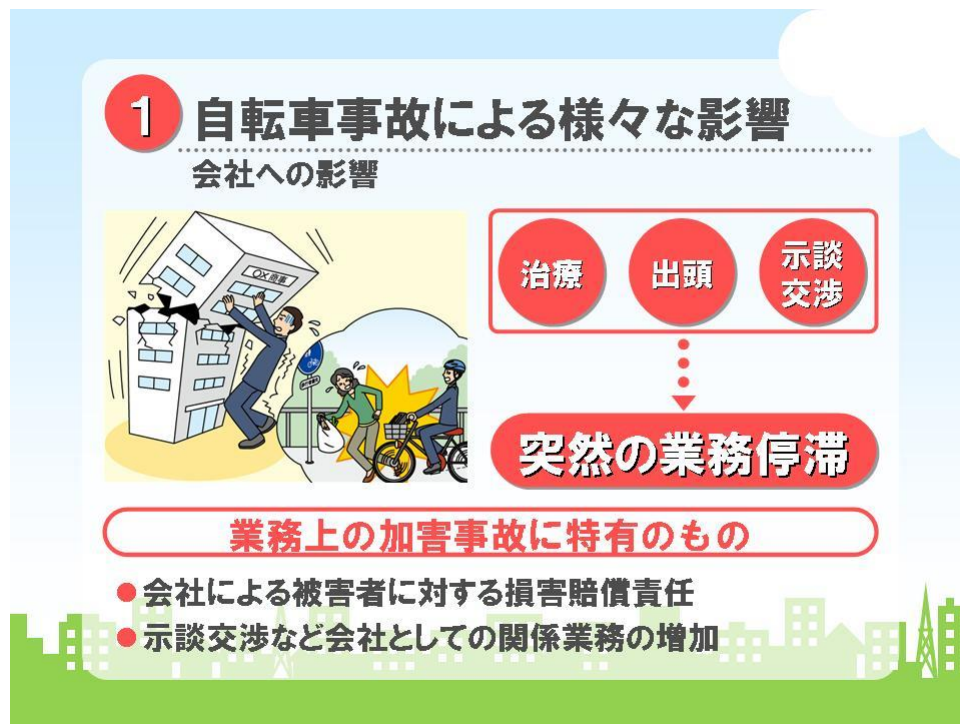 1 自転車事故による様々な影響
会社への影響
○×商事
治療
出頭
示談
交渉
突然の業務停滞
業務上の加害事故に特有のもの
●会社による被害者に対する損害賠償責任
●示談交渉など会社としての関係業務の増加